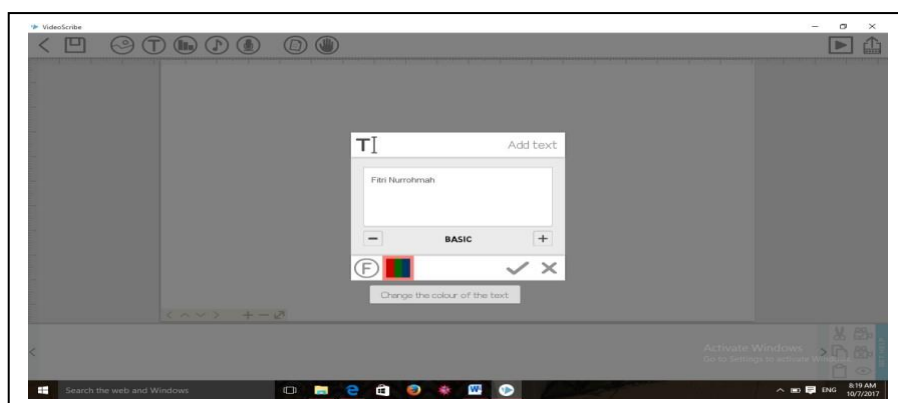 VideoScribe
T Add text
Fitri Nurrohmah
BASIC
F
Change the colour of the text
Activate Windows
Go to Settings to activate
Search the web and Windows
ENG
8:19 AM
10/7/2017